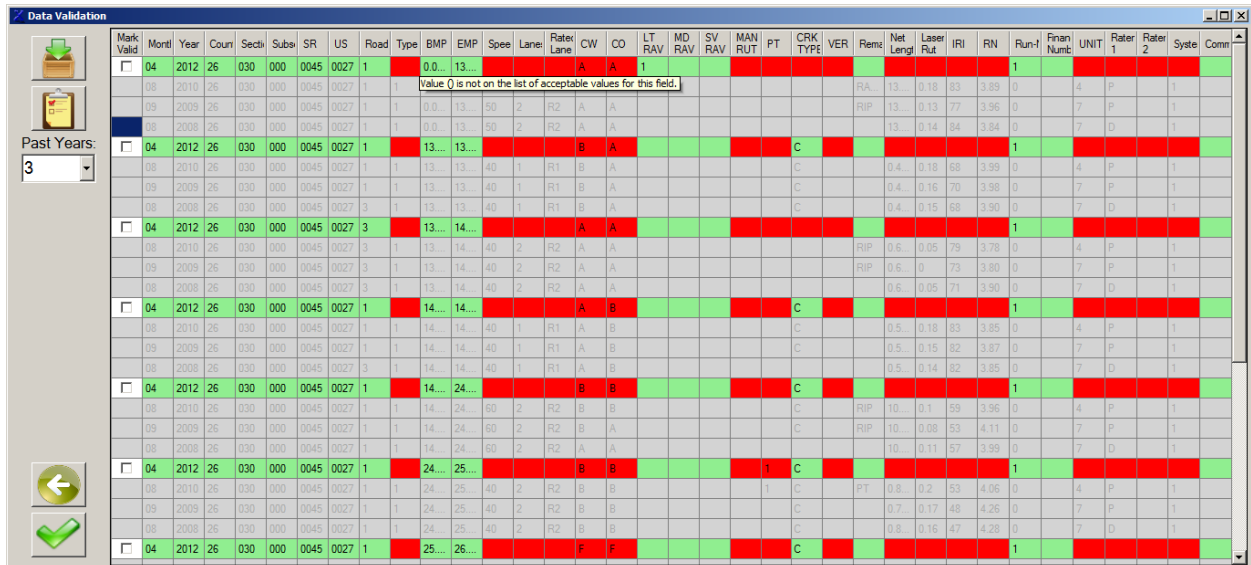 Data Validation
Mark Valid Montl Year Coun Secti Subs SR US Road Type BMP EMP Spee Lane Rated Lane CW CO LT RAV MD RAV SV RAV MAN RUT PT CRK TYPE VER Rema Net Lengt Laser Rut IRI RN Run-I Finan Numb UNIT Rater 1 Rater 2 Syste Comm
04 2012 26 030 000 0045 0027 1 0.0... 13.... A A 1 1
Value () is not on the list of acceptable values for this field.
08 2010 26 030 000 0045 0027 1 1 RA... 13... 0.18 83 3.89 0 4 P 1
09 2009 26 030 000 0045 0027 1 1 0.0... 13... 50 2 R2 A A RIP 13... 0.13 77 3.96 0 7 P 1
08 2008 26 030 000 0045 0027 1 1 0.0... 13... 50 2 R2 A A 13... 0.14 84 3.84 0 7 D 1
Past Years:
3
04 2012 26 030 000 0045 0027 1 13.... 13.... B A C 1
08 2010 26 030 000 0045 0027 1 1 13... 13... 40 1 R1 B A C 0.4... 0.18 68 3.99 0 4 P 1
09 2009 26 030 000 0045 0027 1 1 13... 13... 40 1 R1 B A C 0.4... 0.16 70 3.98 0 7 P 1
08 2008 26 030 000 0045 0027 3 1 13... 13... 40 1 R1 B A C 0.4... 0.15 68 3.90 0 7 D 1
04 2012 26 030 000 0045 0027 3 13.... 14.... A A 1
08 2010 26 030 000 0045 0027 3 1 13... 14... 40 2 R2 A A RIP 0.6... 0.05 79 3.78 0 4 P 1
09 2009 26 030 000 0045 0027 3 1 13... 14... 40 2 R2 A A RIP 0.6... 0 73 3.80 0 7 P 1
08 2008 26 030 000 0045 0027 3 1 13... 14... 40 2 R2 A A 0.6... 0.05 71 3.90 0 7 D 1
04 2012 26 030 000 0045 0027 1 14.... 14.... A B C 1
08 2010 26 030 000 0045 0027 1 1 14... 14... 40 1 R1 A B C 0.5... 0.18 83 3.85 0 4 P 1
09 2009 26 030 000 0045 0027 1 1 14... 14... 40 1 R1 A B C 0.5... 0.15 82 3.87 0 7 P 1
08 2008 26 030 000 0045 0027 3 1 14... 14... 40 1 R1 A B 0.5... 0.14 82 3.85 0 7 D 1
04 2012 26 030 000 0045 0027 1 14.... 24.... B B C 1
08 2010 26 030 000 0045 0027 1 1 14... 24... 60 2 R2 B B C RIP 10... 0.1 59 3.96 0 4 P 1
09 2009 26 030 000 0045 0027 1 1 14... 24... 60 2 R2 B A C RIP 10... 0.08 53 4.11 0 7 P 1
08 2008 26 030 000 0045 0027 1 1 14... 24... 60 2 R2 A A 10... 0.11 57 3.99 0 7 D 1
04 2012 26 030 000 0045 0027 1 24.... 25.... B B 1 C 1
08 2010 26 030 000 0045 0027 1 1 24... 25... 40 2 R2 B B 1 C PT 0.8... 0.2 53 4.06 0 4 P 1
09 2009 26 030 000 0045 0027 1 1 24... 25... 40 2 R2 B B C 0.7... 0.17 48 4.26 0 7 P 1
08 2008 26 030 000 0045 0027 1 1 24... 25... 40 2 R2 B B C 0.8... 0.16 47 4.28 0 7 D 1
04 2012 26 030 000 0045 0027 1 25.... 26.... F F C 1